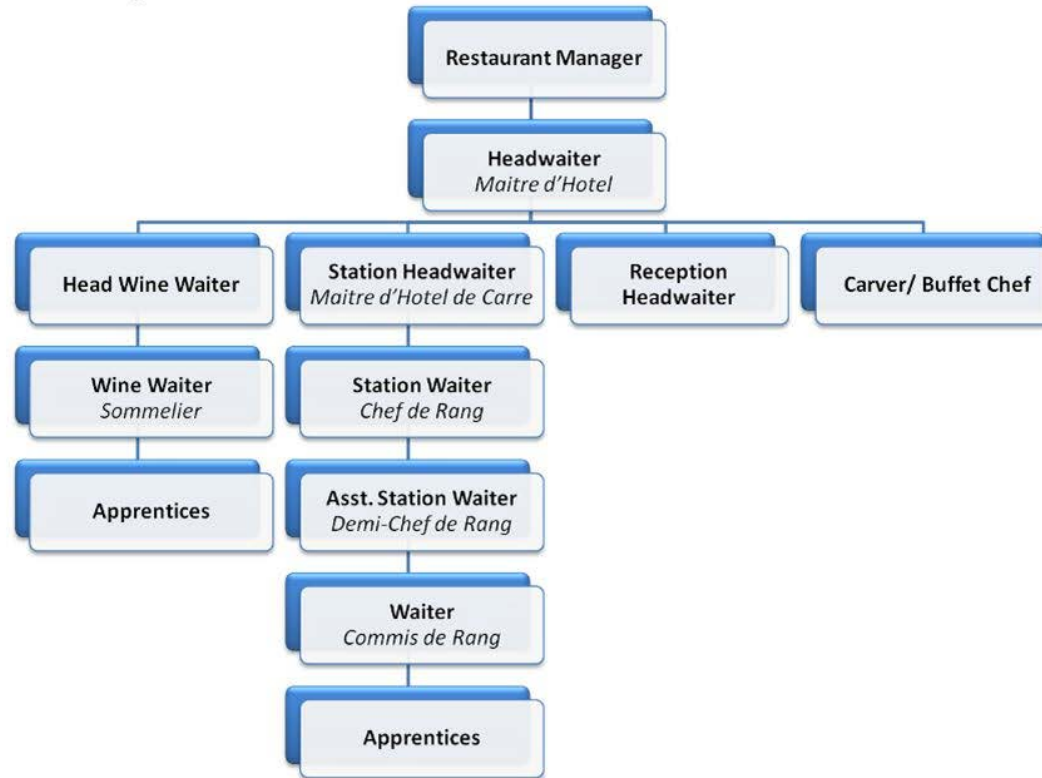 Restaurant Manager
Headwaiter
Maitre d'Hotel
Head Wine Waiter
Station Headwaiter
Maitre d'Hotel de Carre
Reception
Headwaiter
Carver/ Buffet Chef
Wine Waiter
Sommelier
Station Waiter
Chef de Rang
Apprentices
Asst. Station Waiter
Demi-Chef de Rang
Waiter
Commis de Rang
Apprentices